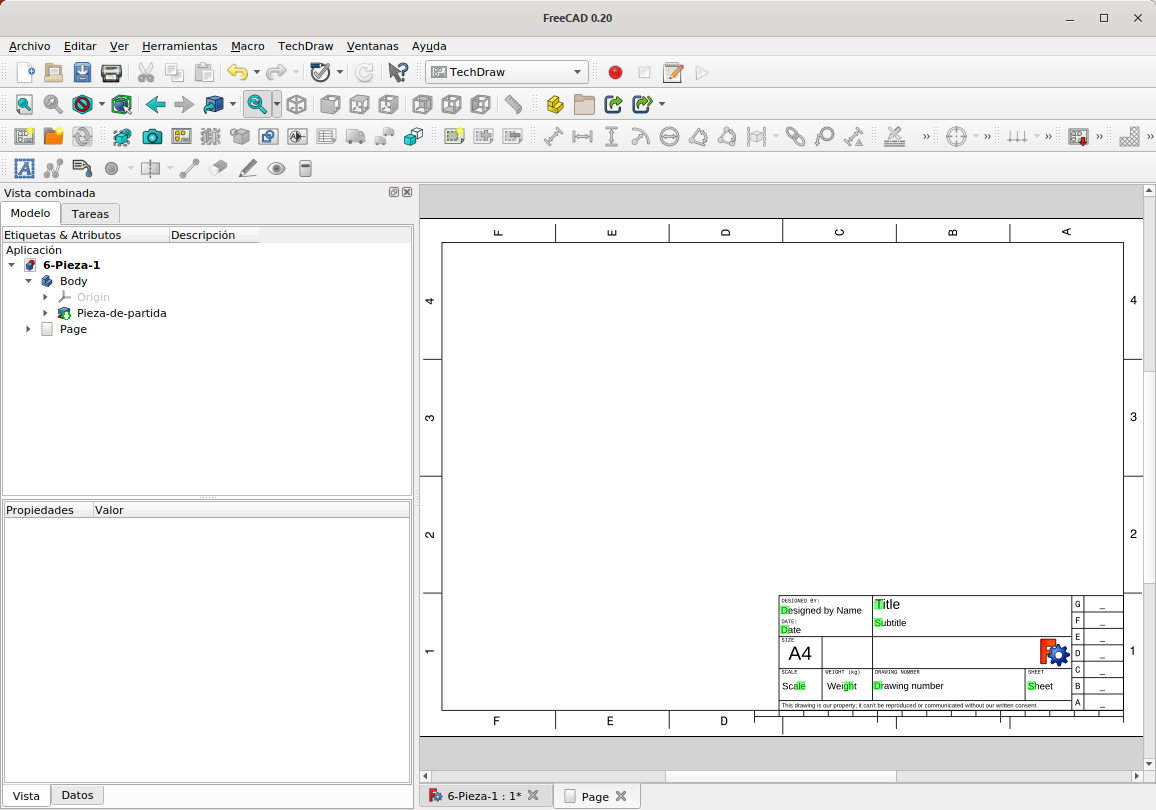 FreeCAD 0.20
Archivo Editar Ver Herramientas Macro TechDraw Ventanas Ayuda
TechDraw
Vista combinada
Modelo Tareas
Etiquetas & Atributos Descripción
Aplicación
6-Pieza-1
Body
Origin
Pieza-de-partida
Page
Propiedades Valor
Vista Datos
F E D C B A
4 4
3 3
2 2
1 1
DESIGNED BY:
Designed by Name
DATE:
Date
Title
Subtitle
SIZE
A4
SCALE
Scale
WEIGHT (kg)
Weight
DRAWING NUMBER
Drawing number
SHEET
Sheet
This drawing is our property; it can't be reproduced or communicated without our written consent.
G _
F _
E _
D _
C _
B _
A _
F E D
6-Pieza-1 : 1* Page